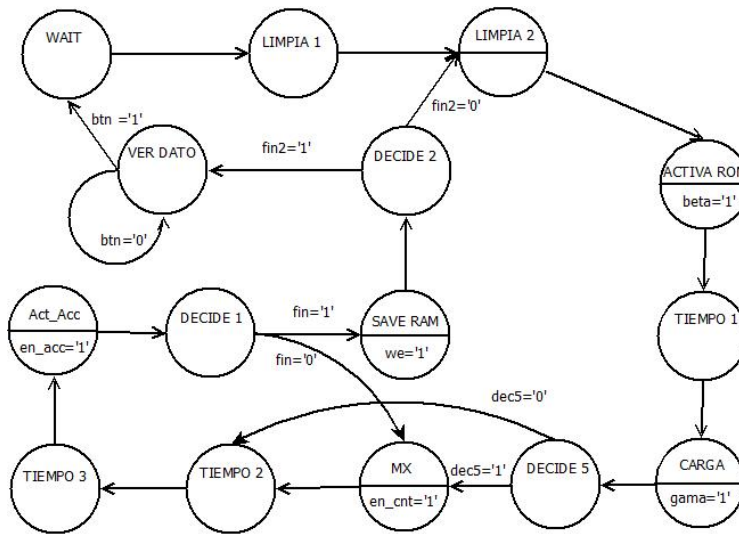 WAIT
LIMPIA 1
LIMPIA 2
fin2='0'
btn ='1'
VER DATO
fin2='1'
DECIDE 2
ACTIVA ROM
beta='1'
btn='0'
Act_Acc
en_acc='1'
DECIDE 1
fin='1'
fin='0'
SAVE RAM
we='1'
TIEMPO 1
dec5='0'
TIEMPO 3
TIEMPO 2
MX
en_cnt='1'
dec5='1'
DECIDE 5
CARGA
gama='1'